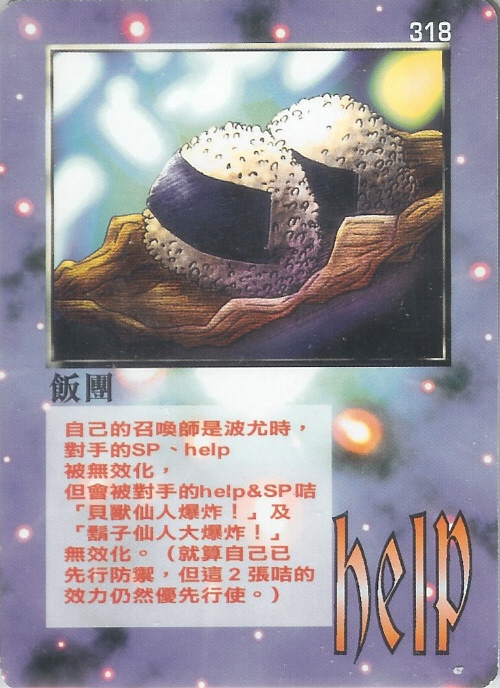 318
飯團
自己的召喚師是波尤時，
對手的SP、help
被無效化，
但會被對手的help&SP咭
「貝獸仙人爆炸！」及
「鬍子仙人大爆炸！」
無效化。（就算自己已
先行防禦，但這2張咭的
效力仍然優先行使。）
help